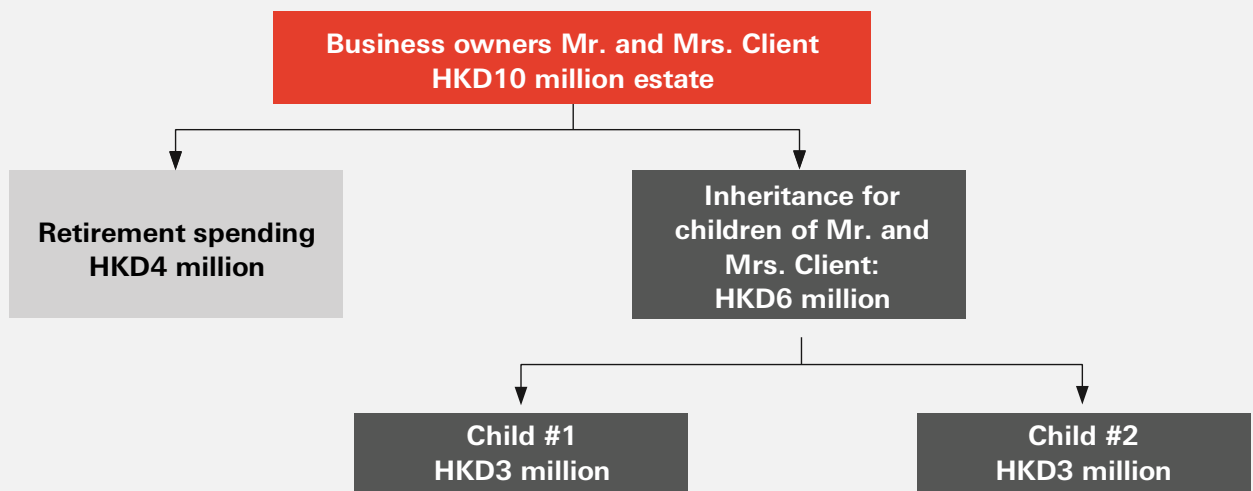 Business owners Mr. and Mrs. Client
HKD10 million estate
Retirement spending
HKD4 million
Inheritance for
children of Mr. and
Mrs. Client:
HKD6 million
Child #1
HKD3 million
Child #2
HKD3 million